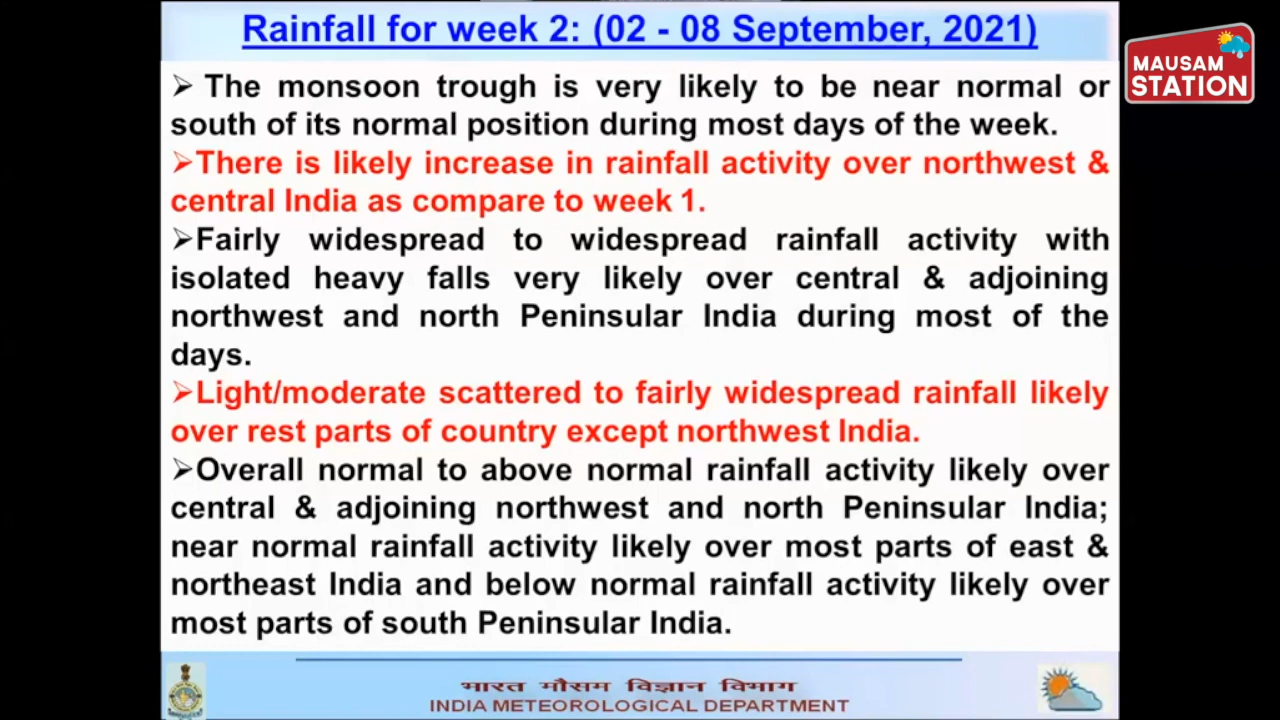 Rainfall for week 2: (02 - 08 September, 2021)
MAUSAM
STATION
➢ The monsoon trough is very likely to be near normal or
south of its normal position during most days of the week.
➢There is likely increase in rainfall activity over northwest &
central India as compare to week 1.
➢Fairly widespread to widespread rainfall activity with
isolated heavy falls very likely over central & adjoining
northwest and north Peninsular India during most of the
days.
➢Light/moderate scattered to fairly widespread rainfall likely
over rest parts of country except northwest India.
➢Overall normal to above normal rainfall activity likely over
central & adjoining northwest and north Peninsular India;
near normal rainfall activity likely over most parts of east &
northeast India and below normal rainfall activity likely over
most parts of south Peninsular India.
भारत मौसम विज्ञान विभाग
INDIA METEOROLOGICAL DEPARTMENT